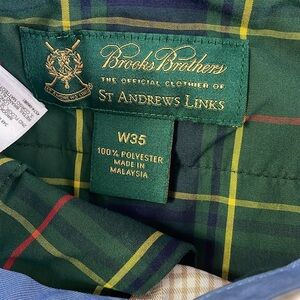 Brooks Brothers
THE OFFICIAL CLOTHIER OF
ST ANDREWS LINKS
W35
100% POLYESTER
MADE IN
MALAYSIA